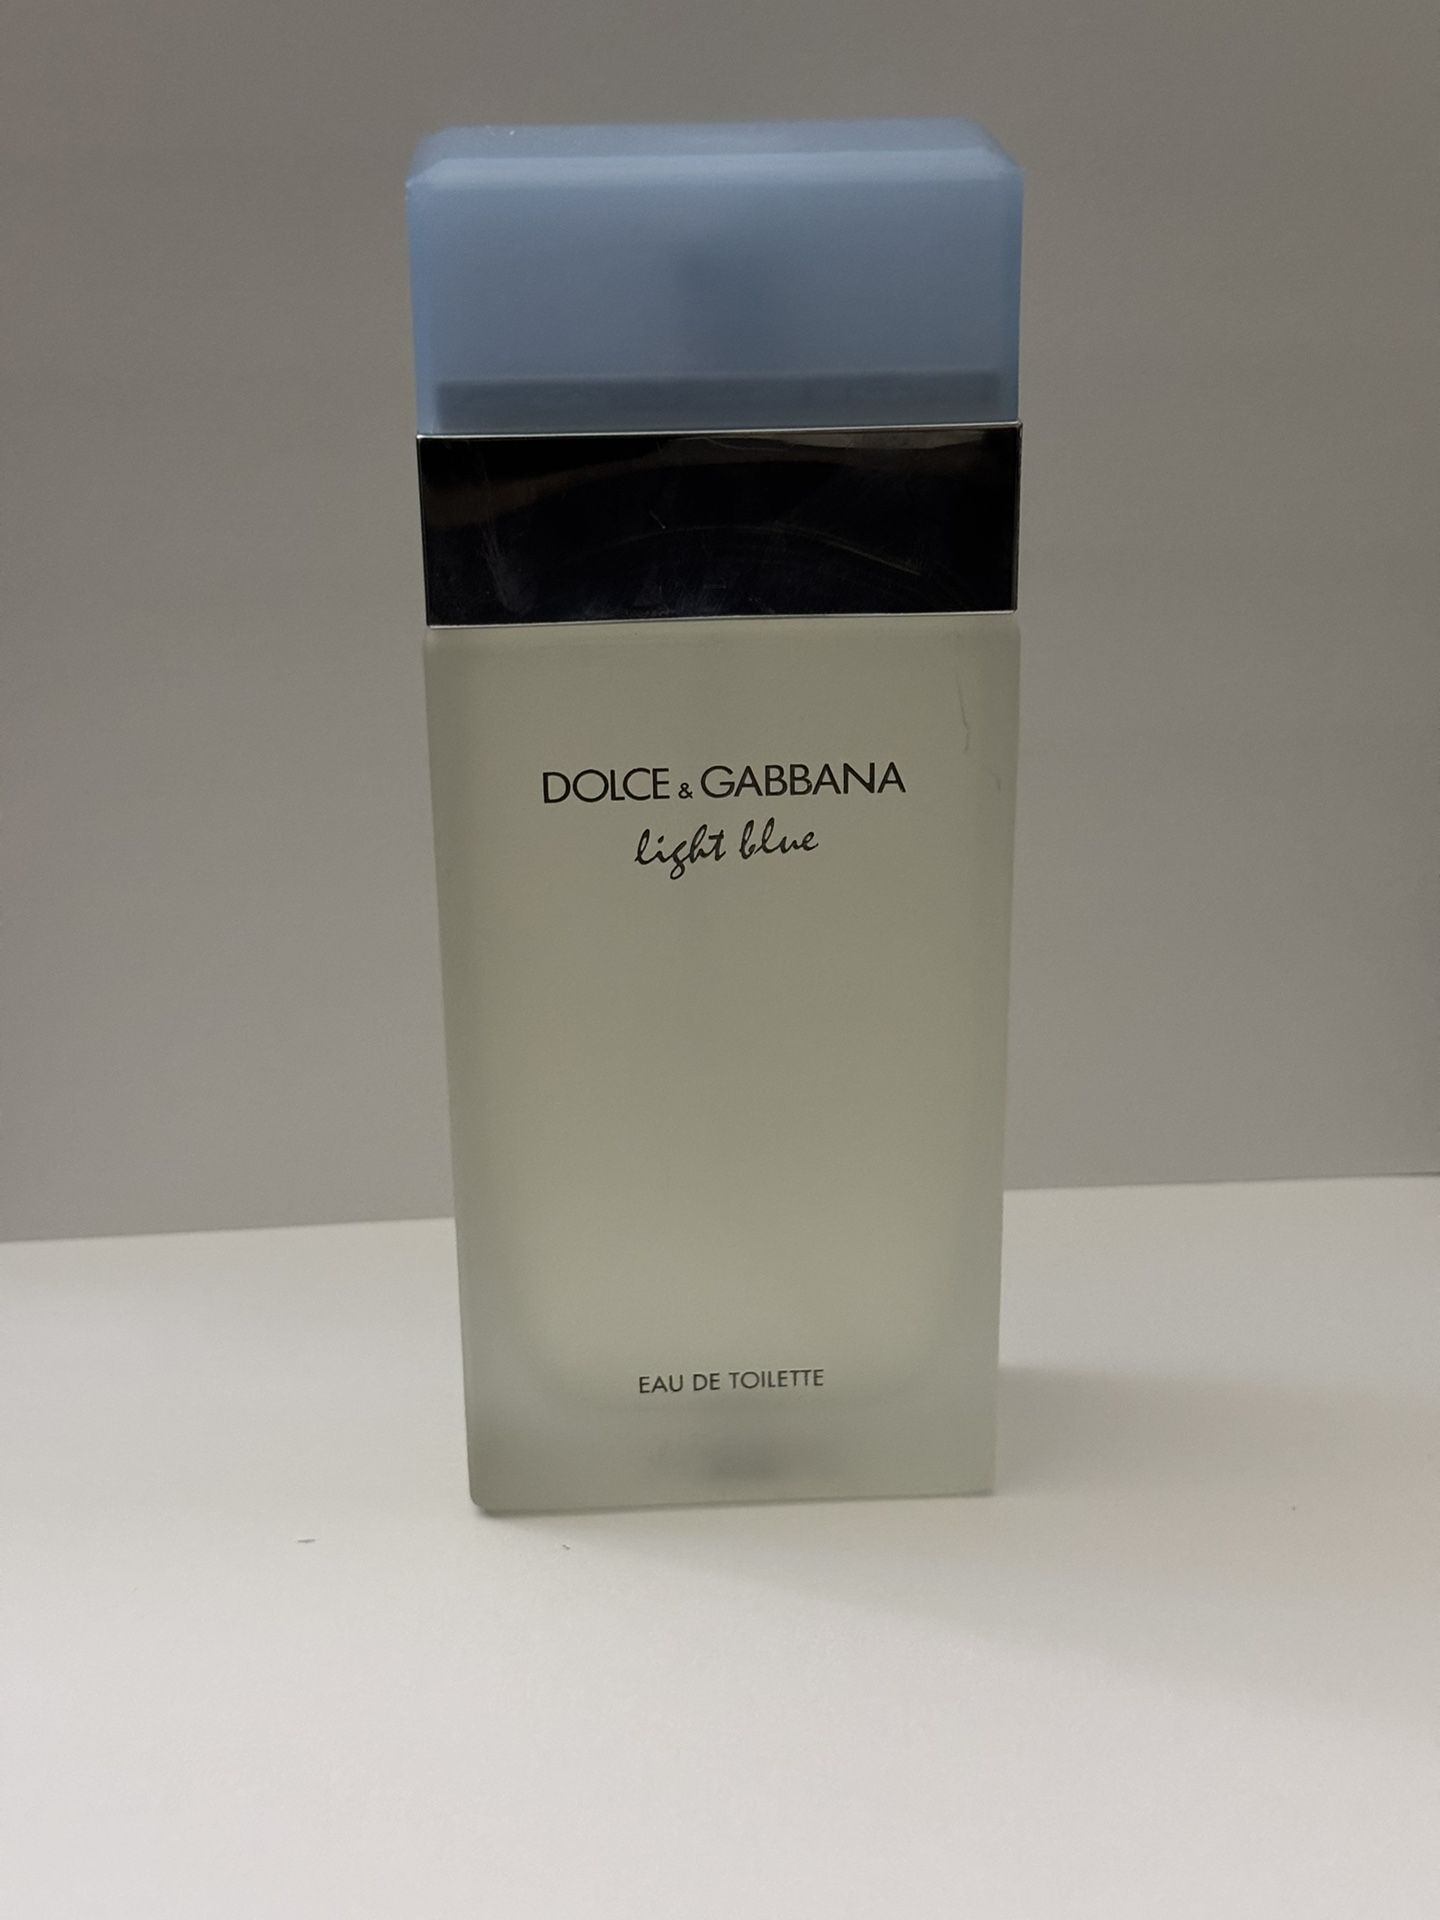 DOLCE & GABBANA
light blue
EAU DE TOILETTE